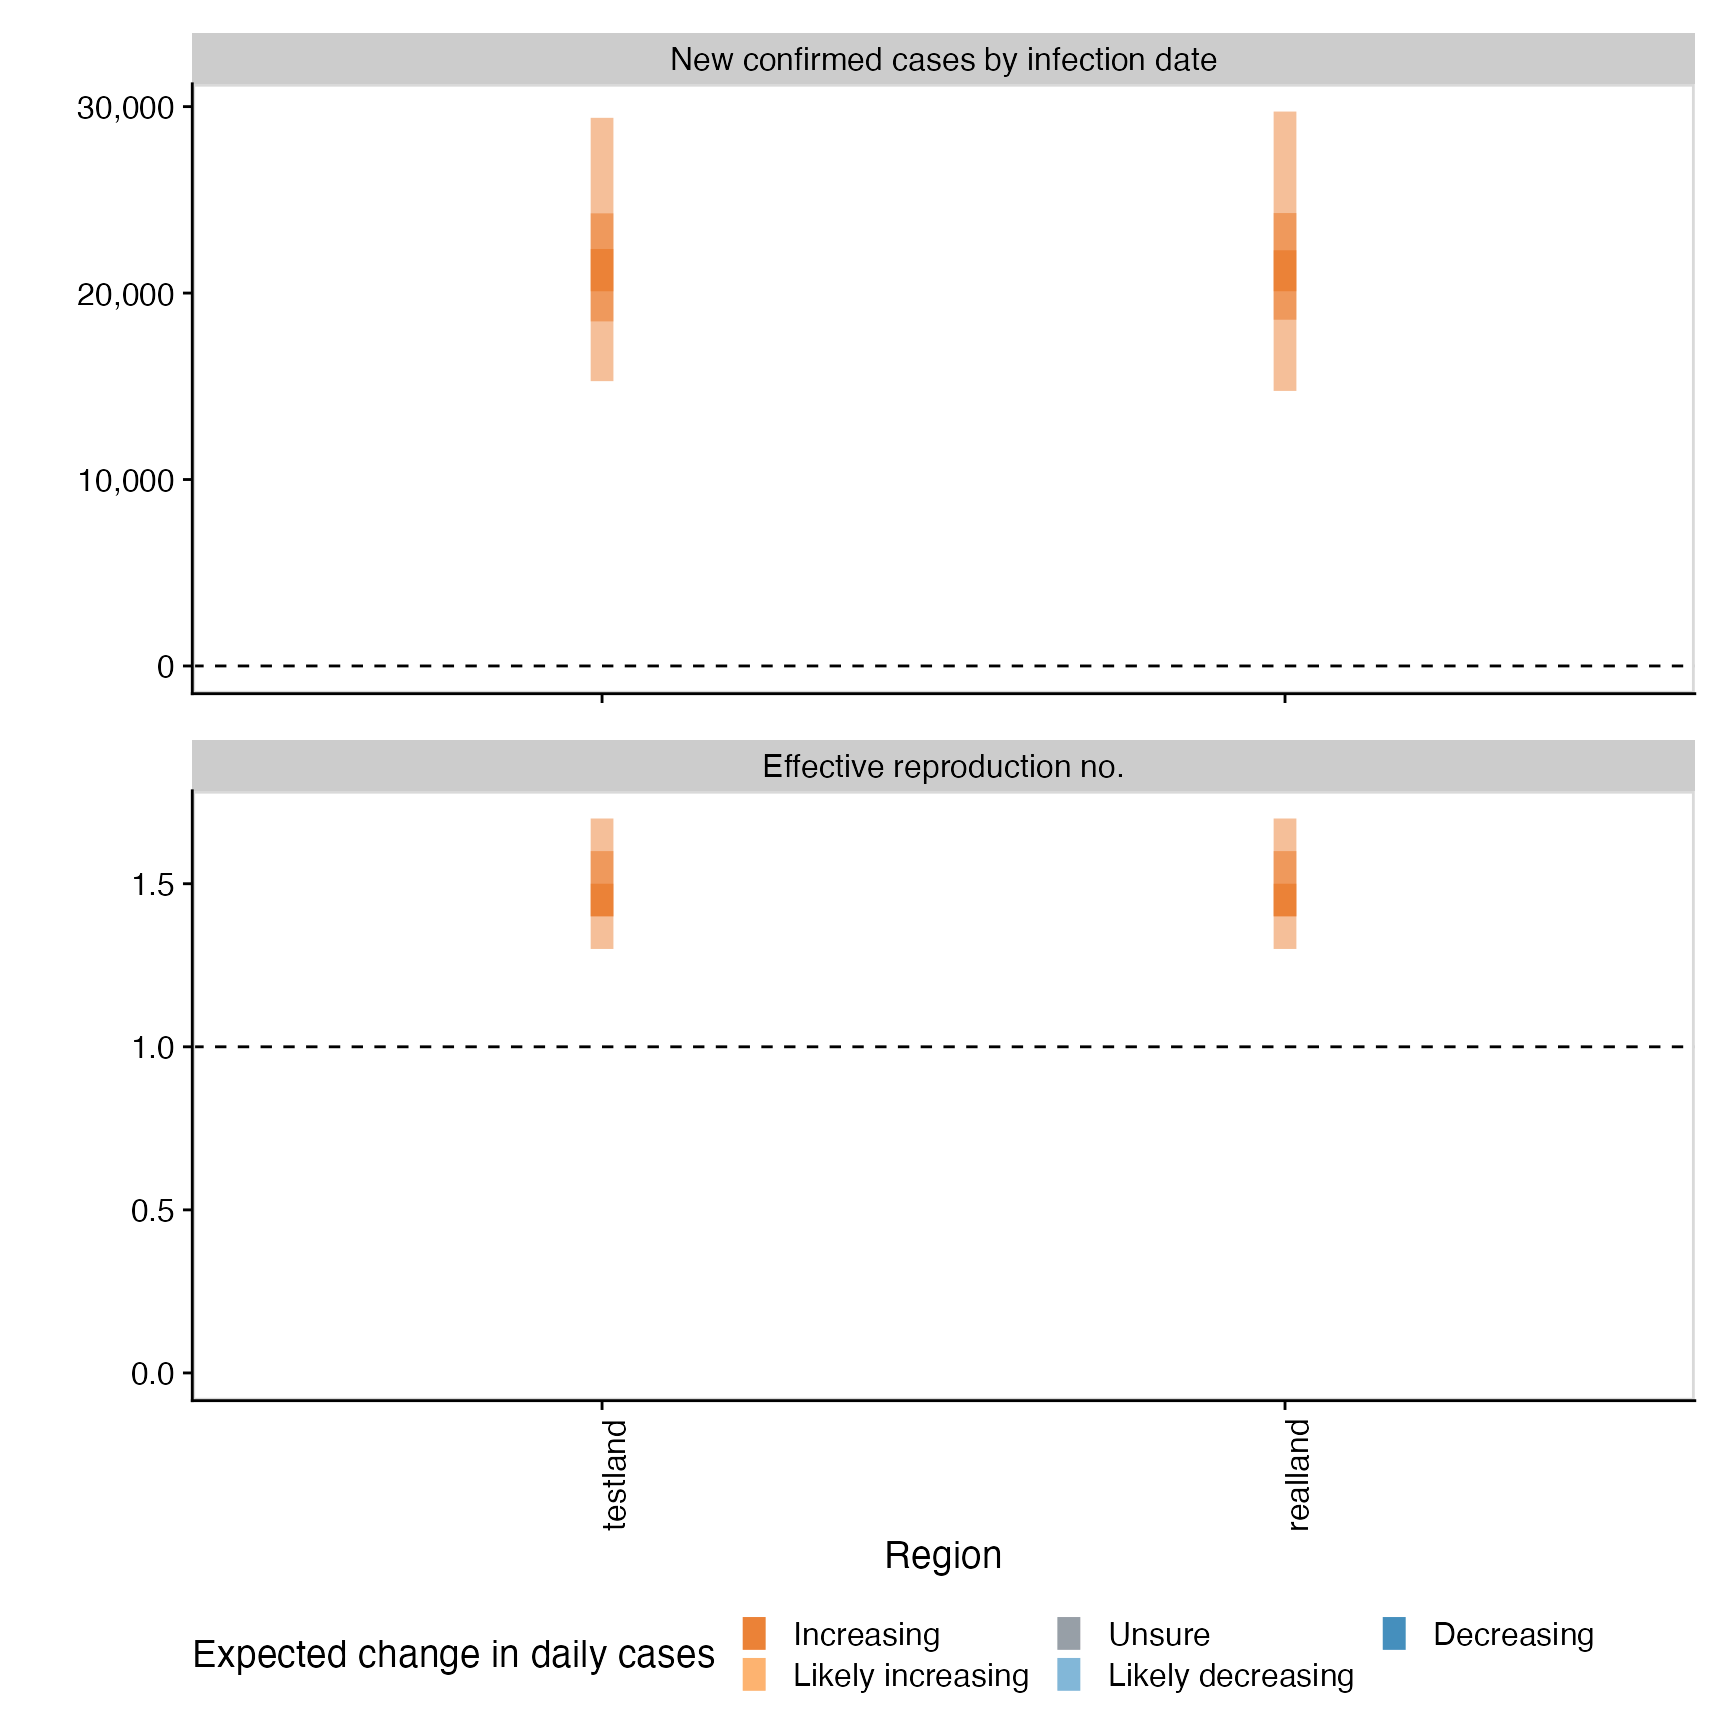 New confirmed cases by infection date
30,000
20,000
10,000
0
Effective reproduction no.
1.5
1.0
0.5
0.0
testland
realland
Region
Expected change in daily cases
Increasing
Likely increasing
Unsure
Likely decreasing
Decreasing